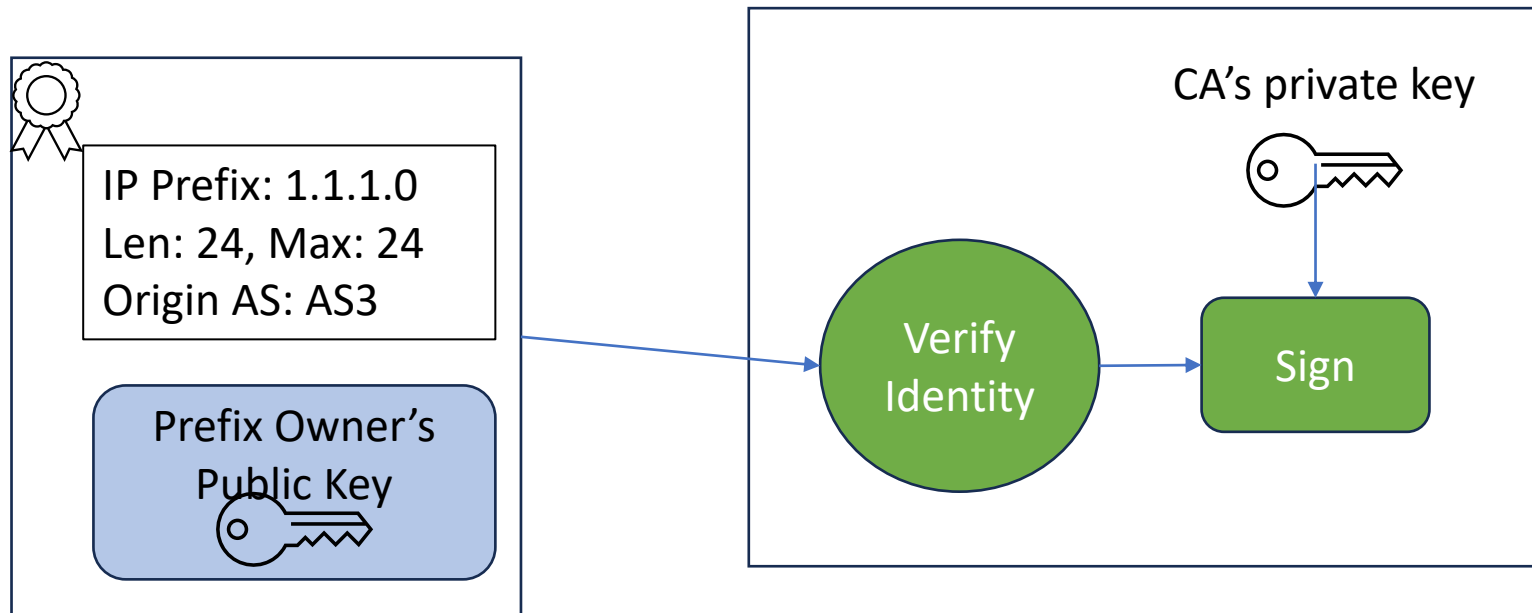 CA’s private key
IP Prefix: 1.1.1.0
Len: 24, Max: 24
Origin AS: AS3
Prefix Owner’s
Public Key
Verify
Identity
Sign